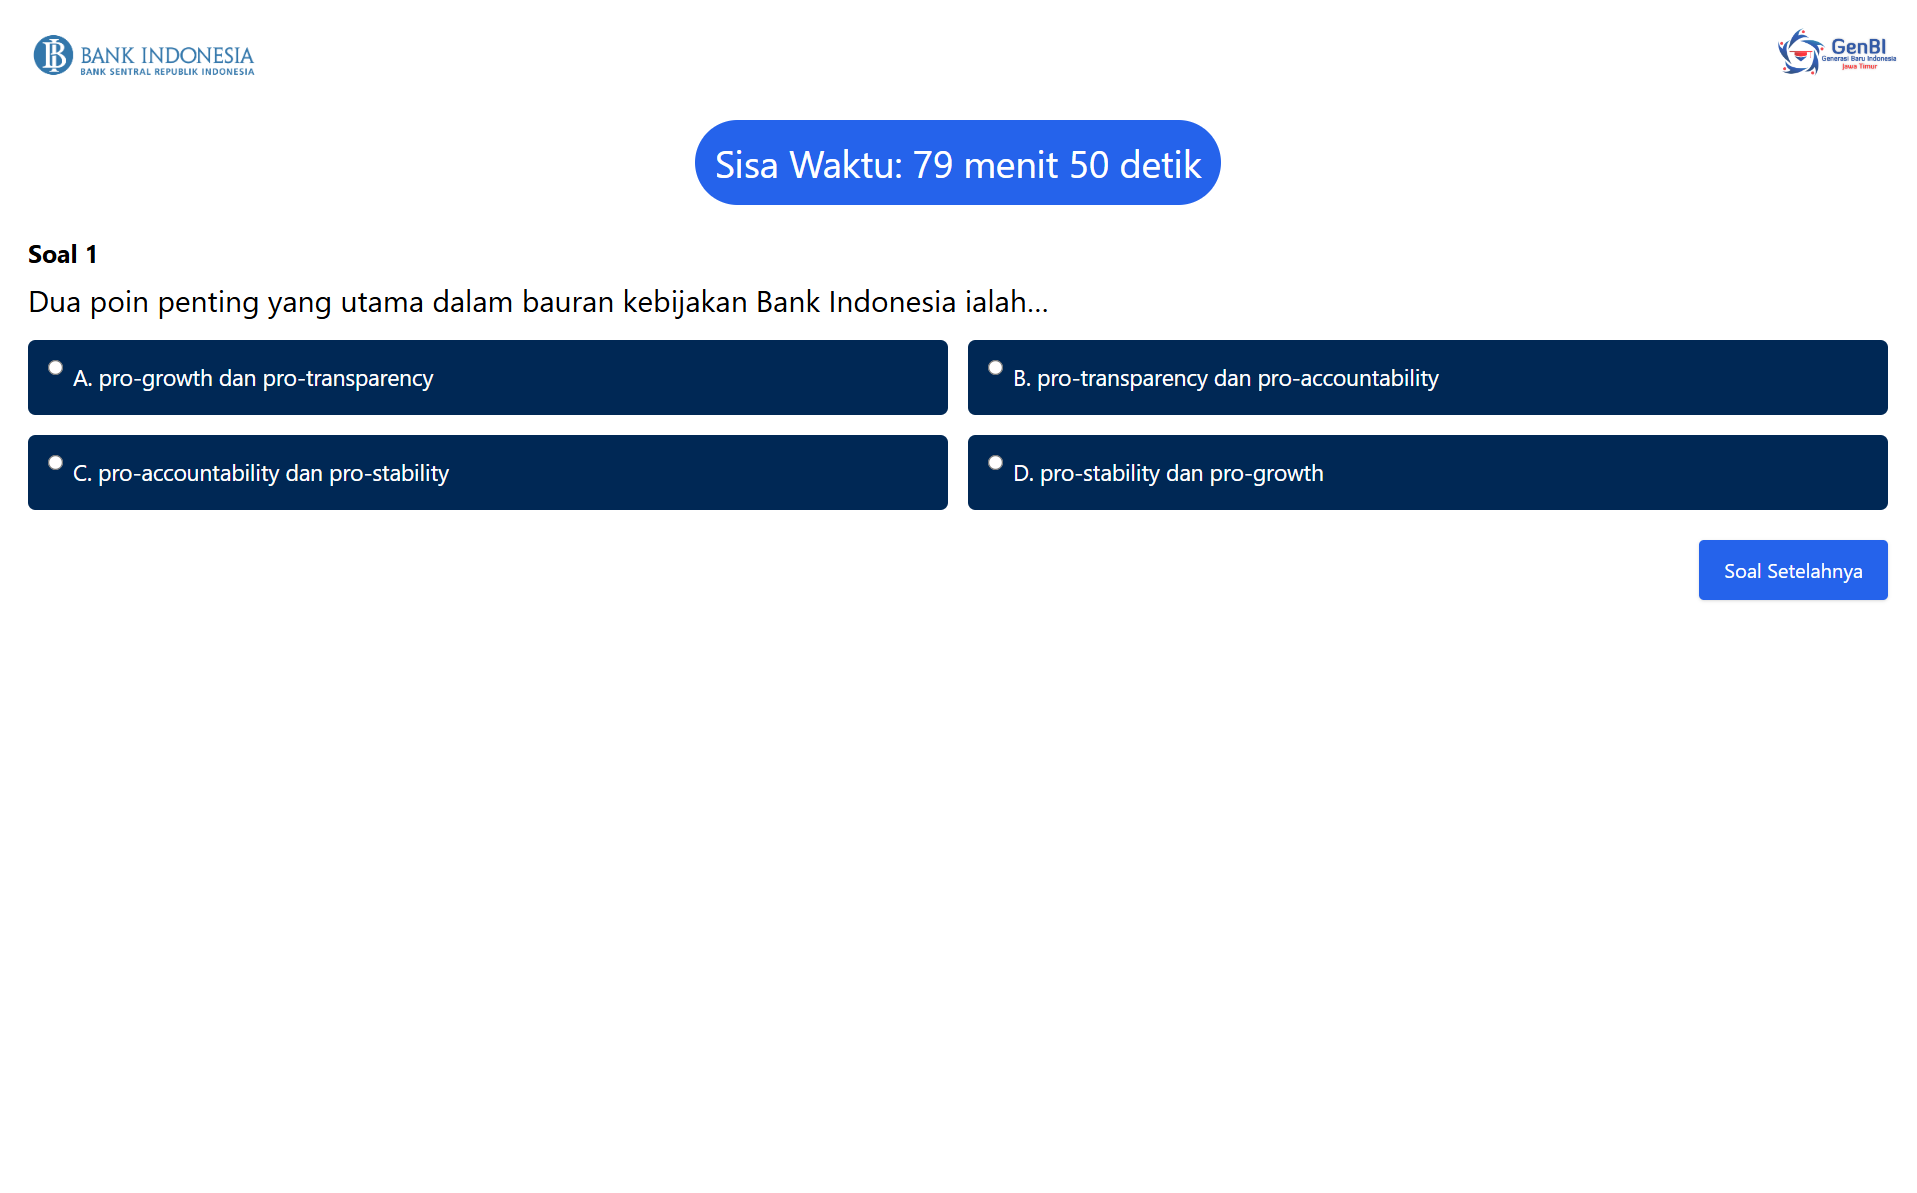 BANK INDONESIA
BANK SENTRAL REPUBLIK INDONESIA
GenBI
Generasi Baru Indonesia
Jawa Timur
Sisa Waktu: 79 menit 50 detik
Soal 1
Dua poin penting yang utama dalam bauran kebijakan Bank Indonesia ialah...
A. pro-growth dan pro-transparency
B. pro-transparency dan pro-accountability
C. pro-accountability dan pro-stability
D. pro-stability dan pro-growth
Soal Setelahnya